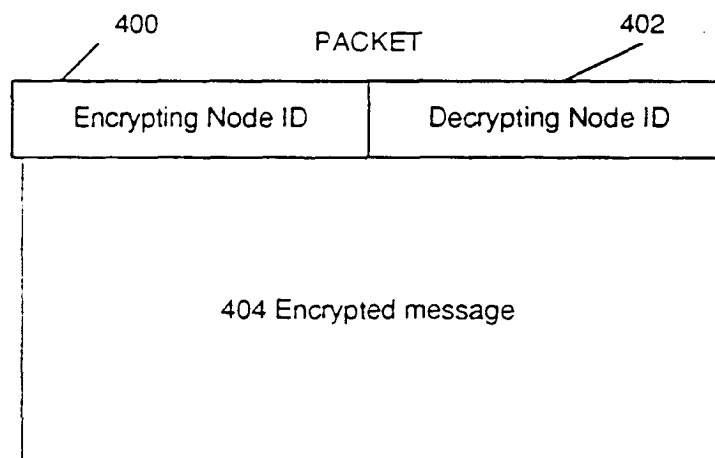 400
PACKET
402
Encrypting Node ID
Decrypting Node ID
404 Encrypted message